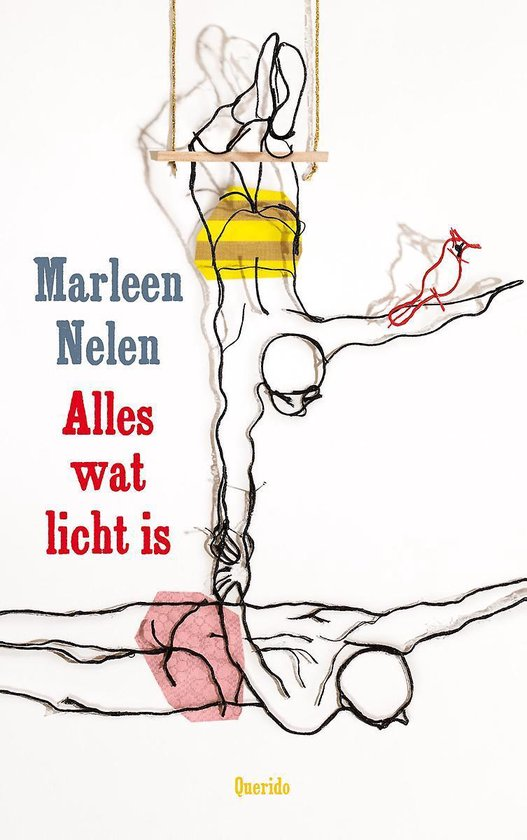 Marleen
Nelen
Alles
wat
licht is
Querido